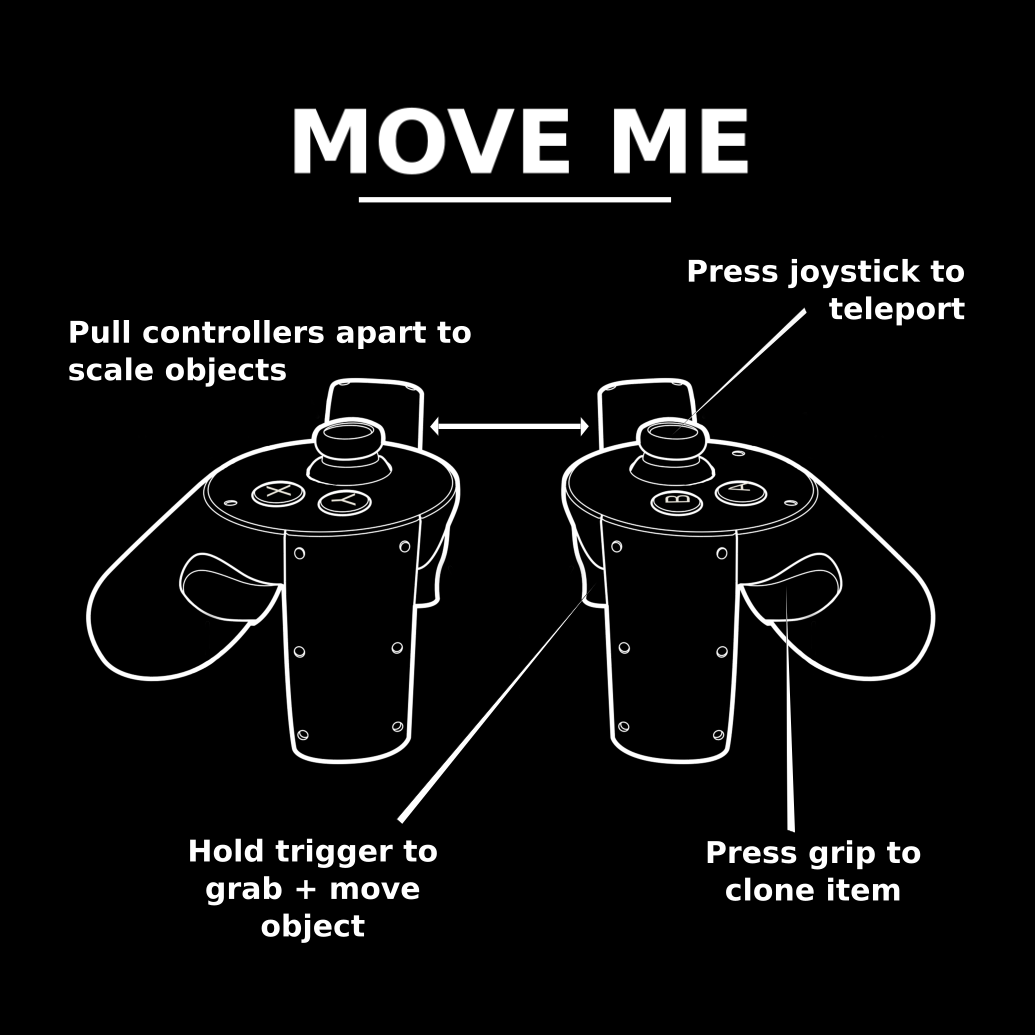 MOVE ME
Press joystick to
teleport
Pull controllers apart to
scale objects
X
Y
B
A
Hold trigger to
grab + move
object
Press grip to
clone item